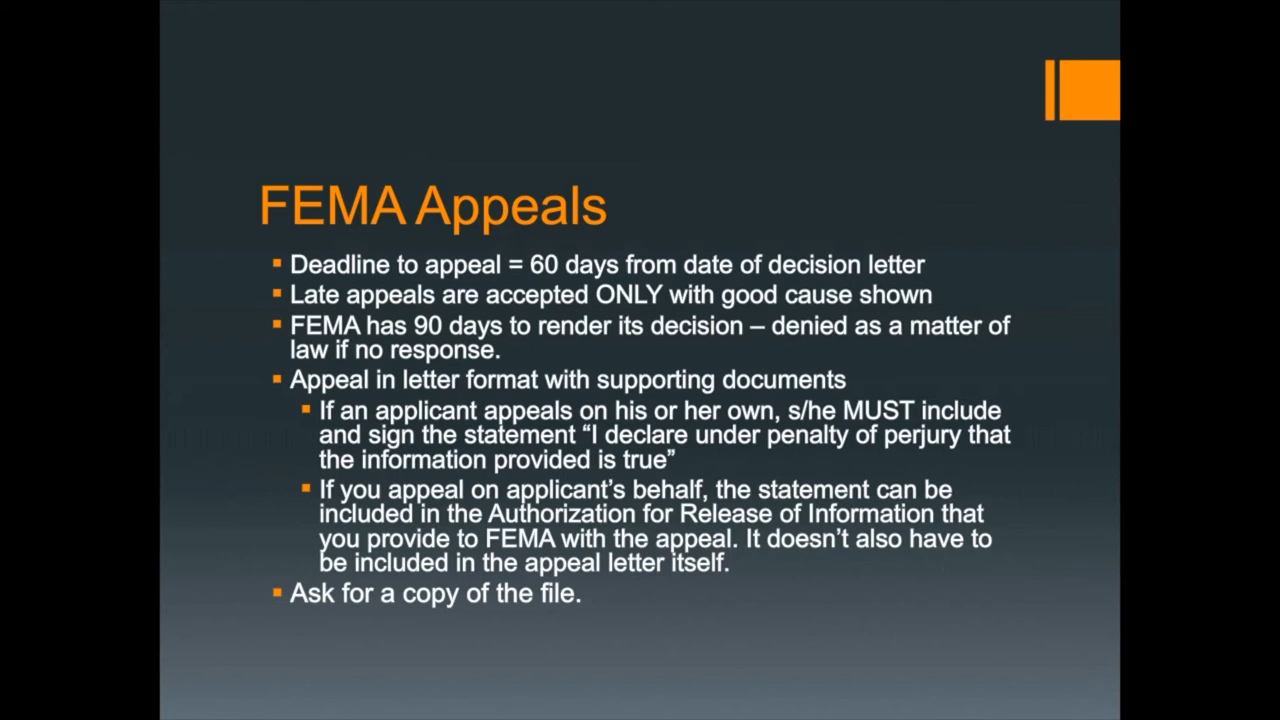 FEMA Appeals
▪ Deadline to appeal = 60 days from date of decision letter
▪ Late appeals are accepted ONLY with good cause shown
▪ FEMA has 90 days to render its decision – denied as a matter of
law if no response.
▪ Appeal in letter format with supporting documents
▪ If an applicant appeals on his or her own, s/he MUST include
and sign the statement “I declare under penalty of perjury that
the information provided is true”
▪ If you appeal on applicant’s behalf, the statement can be
included in the Authorization for Release of Information that
you provide to FEMA with the appeal. It doesn’t also have to
be included in the appeal letter itself.
▪ Ask for a copy of the file.